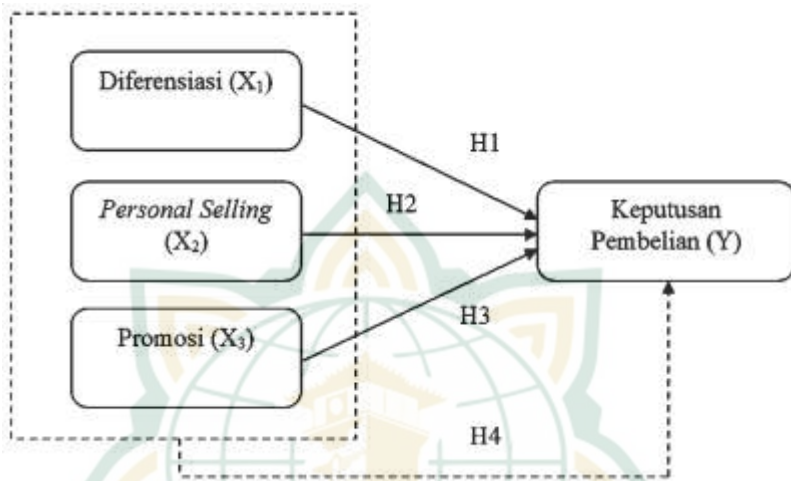 Diferensiasi (X₁)
H1
Personal Selling
(X₂)
H2
Keputusan
Pembelian (Y)
Promosi (X₃)
H3
H4